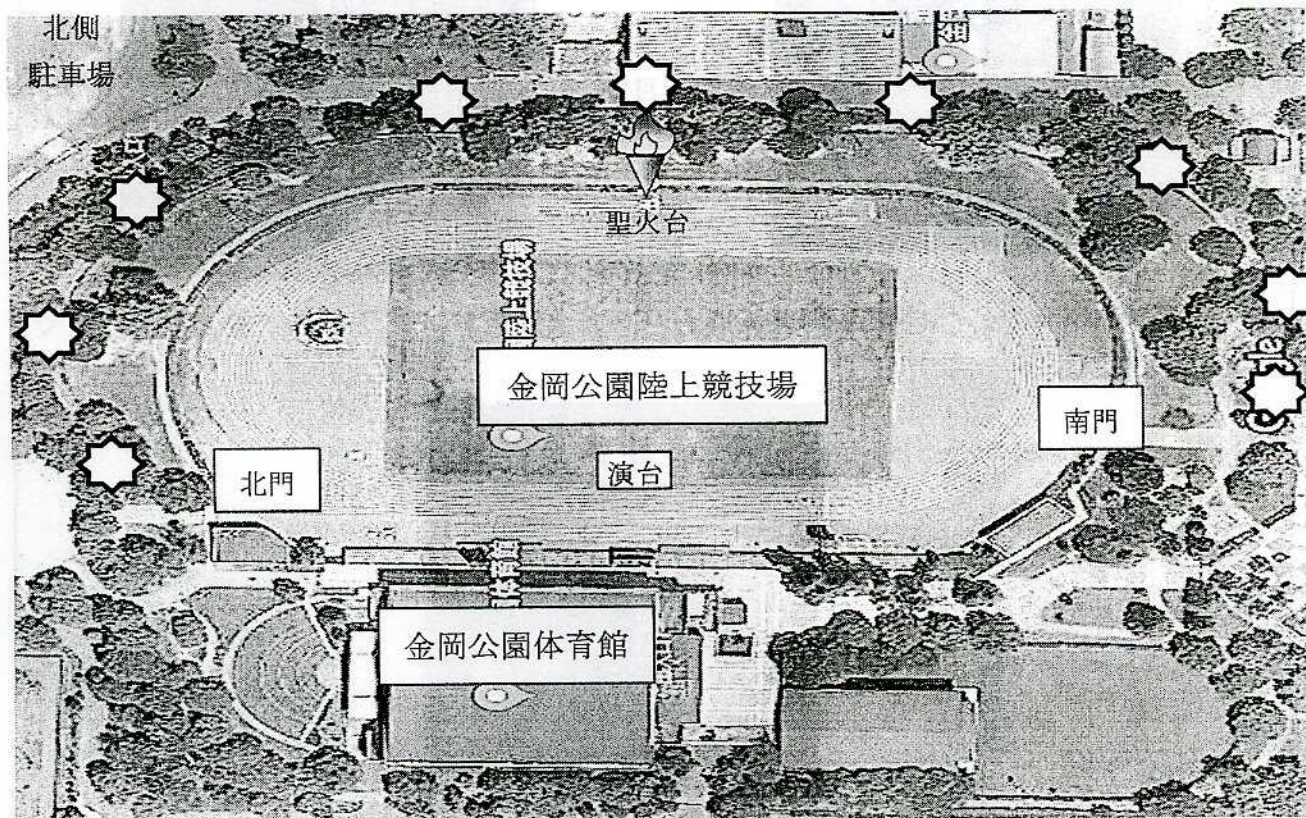 北側
駐車場
聖火台
金岡公園陸上競技場
南門
北門
演台
金岡公園体育館